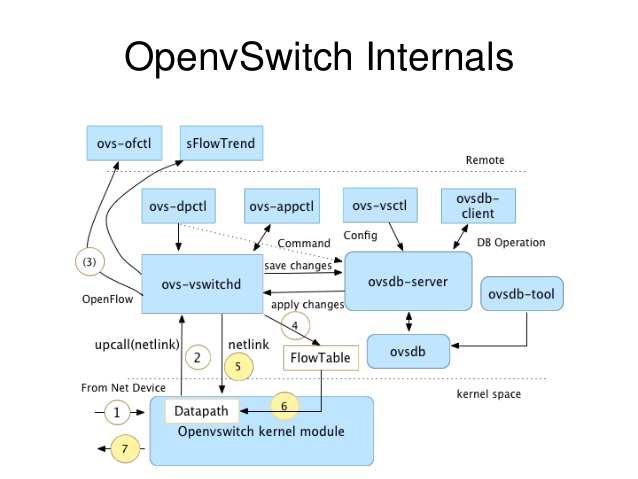 OpenvSwitch Internals
ovs-ofctl
sFlowTrend
Remote
ovs-dpctl
ovs-appctl
ovs-vsctl
ovsdb-
client
Command
Config
DB Operation
(3)
save changes
ovs-vswitchd
ovsdb-server
ovsdb-tool
OpenFlow
apply changes
4
upcall(netlink)
2
netlink
5
FlowTable
ovsdb
From Net Device
kernel space
1
Datapath
6
Openvswitch kernel module
7